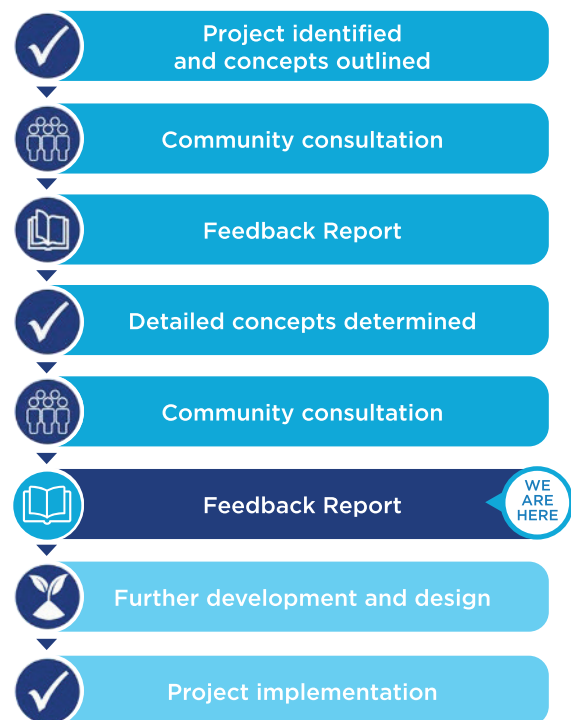 Project identified
and concepts outlined
Community consultation
Feedback Report
Detailed concepts determined
Community consultation
Feedback Report
WE
ARE
HERE
Further development and design
Project implementation